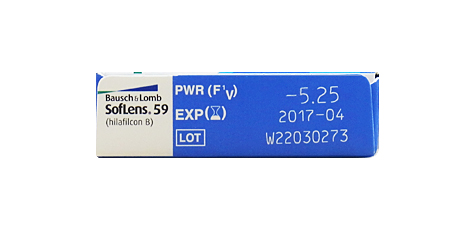 Bausch & Lomb
SofLens® 59
(hilafilcon B)
PWR (F'v) -5.25
EXP 2017-04
LOT W22030273